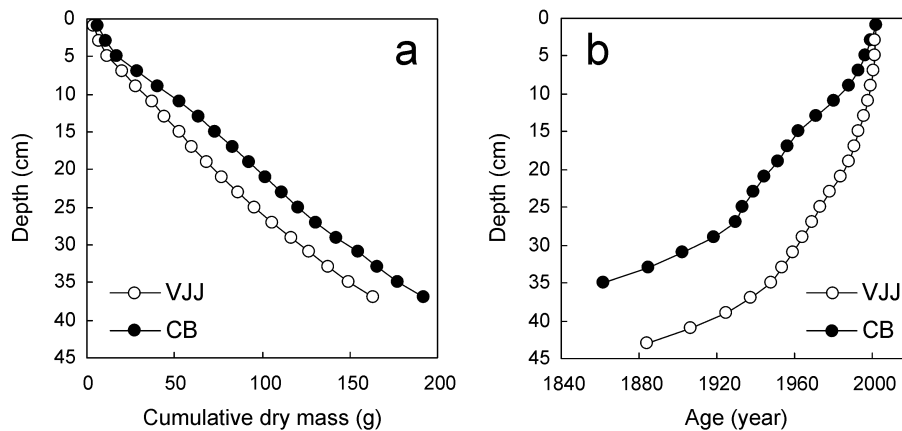 a
0
5
10
15
20
25
30
35
40
45
Depth (cm)
VJJ
CB
0 50 100 150 200
Cumulative dry mass (g)
b
0
5
10
15
20
25
30
35
40
45
Depth (cm)
VJJ
CB
1840 1880 1920 1960 2000
Age (year)